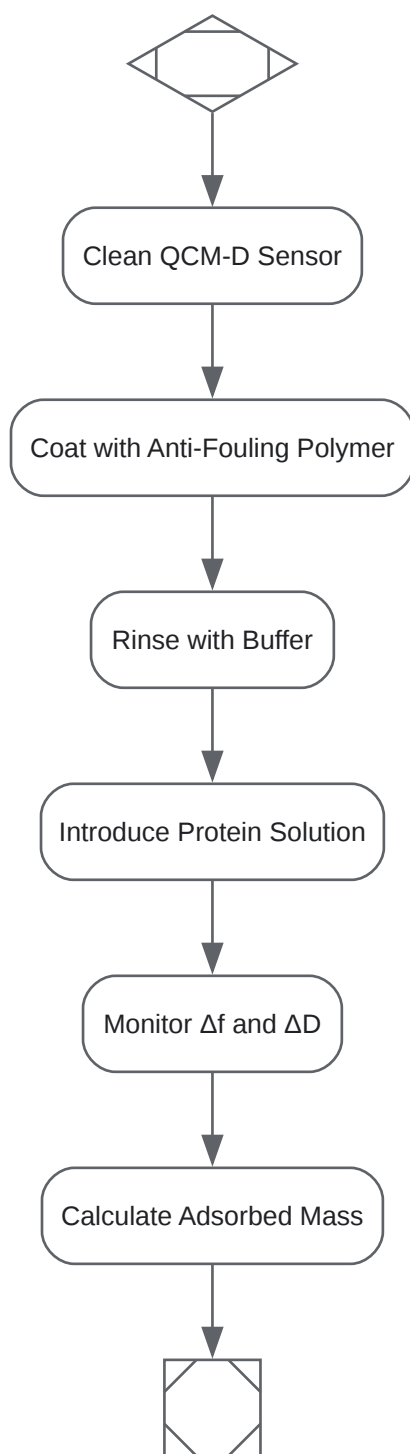 Clean QCM-D Sensor
Coat with Anti-Fouling Polymer
Rinse with Buffer
Introduce Protein Solution
Monitor Δf and ΔD
Calculate Adsorbed Mass